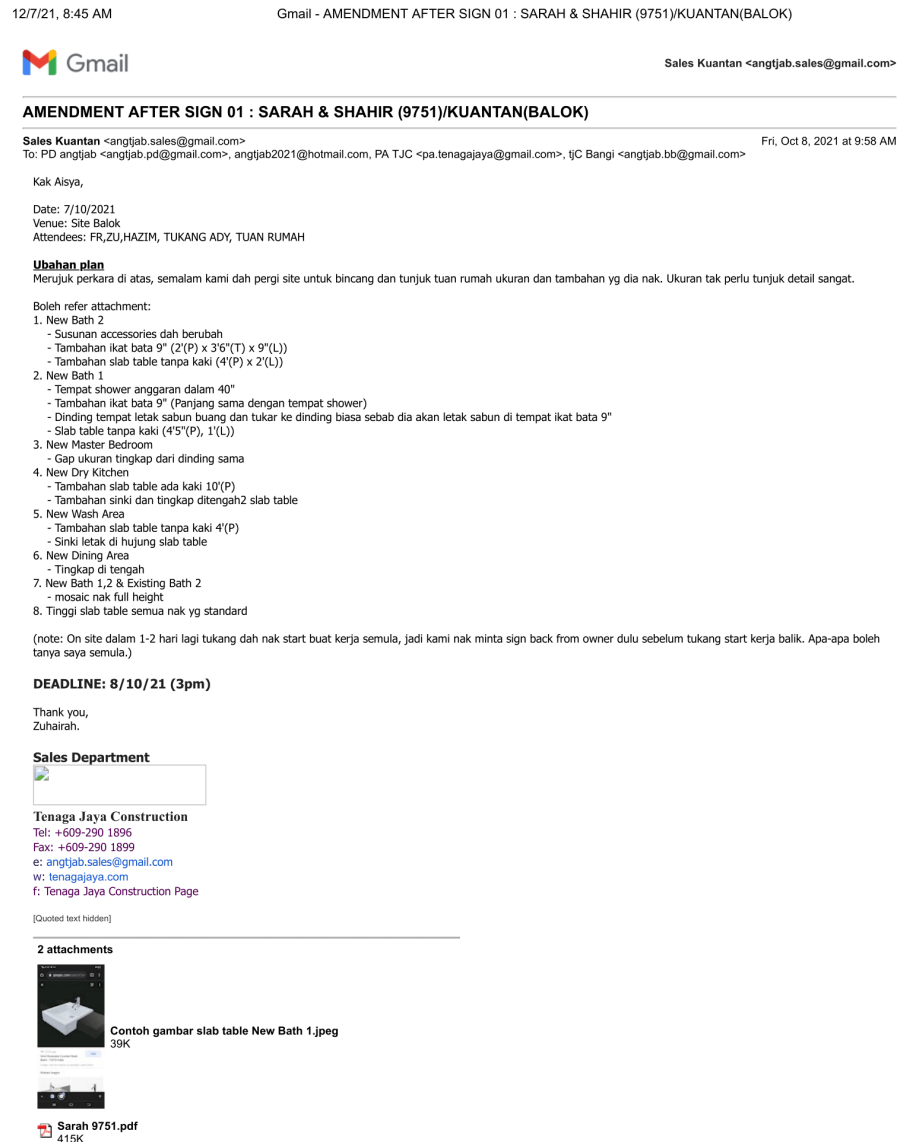 12/7/21, 8:45 AM
Gmail - AMENDMENT AFTER SIGN 01 : SARAH & SHAHIR (9751)/KUANTAN(BALOK)
Gmail
Sales Kuantan <angtjab.sales@gmail.com>
AMENDMENT AFTER SIGN 01 : SARAH & SHAHIR (9751)/KUANTAN(BALOK)
Sales Kuantan <angtjab.sales@gmail.com>
Fri, Oct 8, 2021 at 9:58 AM
To: PD angtjab <angtjab.pd@gmail.com>, angtjab2021@hotmail.com, PA TJC <pa.tenagajaya@gmail.com>, tjC Bangi <angtjab.bb@gmail.com>
Kak Aisya,
Date: 7/10/2021
Venue: Site Balok
Attendees: FR,ZU,HAZIM, TUKANG ADY, TUAN RUMAH
Ubahan plan
Merujuk perkara di atas, semalam kami dah pergi site untuk bincang dan tunjuk tuan rumah ukuran dan tambahan yg dia nak. Ukuran tak perlu tunjuk detail sangat.
Boleh refer attachment:
1. New Bath 2
- Susunan accessories dah berubah
- Tambahan ikat bata 9" (2'(P) x 3'6"(T) x 9"(L))
- Tambahan slab table tanpa kaki (4'(P) x 2'(L))
2. New Bath 1
- Tempat shower anggaran dalam 40"
- Tambahan ikat bata 9" (Panjang sama dengan tempat shower)
- Dinding tempat letak sabun buang dan tukar ke dinding biasa sebab dia akan letak sabun di tempat ikat bata 9"
- Slab table tanpa kaki (4'5"(P), 1'(L))
3. New Master Bedroom
- Gap ukuran tingkap dari dinding sama
4. New Dry Kitchen
- Tambahan slab table ada kaki 10'(P)
- Tambahan sinki dan tingkap ditengah2 slab table
5. New Wash Area
- Tambahan slab table tanpa kaki 4'(P)
- Sinki letak di hujung slab table
6. New Dining Area
- Tingkap di tengah
7. New Bath 1,2 & Existing Bath 2
- mosaic nak full height
8. Tinggi slab table semua nak yg standard
(note: On site dalam 1-2 hari lagi tukang dah nak start buat kerja semula, jadi kami nak minta sign back from owner dulu sebelum tukang start kerja balik. Apa-apa boleh
tanya saya semula.)
DEADLINE: 8/10/21 (3pm)
Thank you,
Zuhairah.
Sales Department
Tenaga Jaya Construction
Tel: +609-290 1896
Fax: +609-290 1899
e: angtjab.sales@gmail.com
w: tenagajaya.com
f: Tenaga Jaya Construction Page
[Quoted text hidden]
2 attachments
Contoh gambar slab table New Bath 1.jpeg
39K
Sarah 9751.pdf
415K